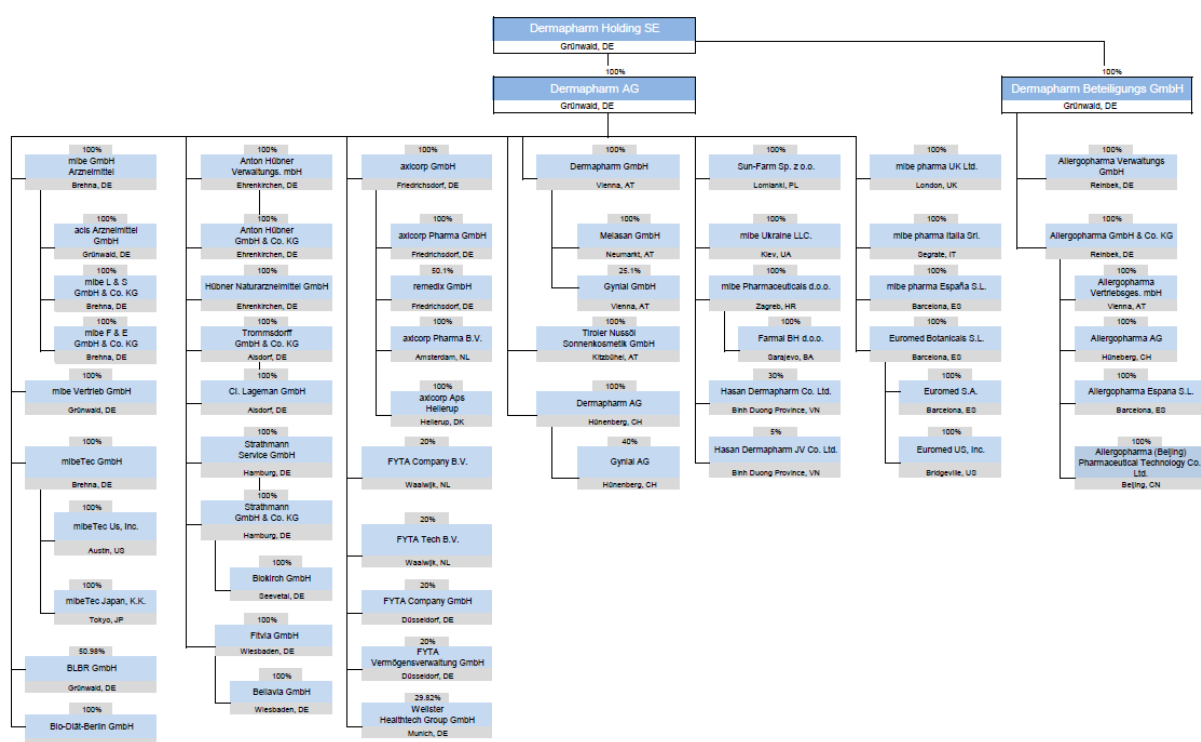 Dermapharm Holding SE
Grünwald, DE
100%
100%
Dermapharm AG
Grünwald, DE
Dermapharm Beteiligungs GmbH
Grünwald, DE
100%
mibe GmbH
Arzneimittel
Brehna, DE
100%
acis Arzneimittel
GmbH
Grünwald, DE
100%
mibe L & S
GmbH & Co. KG
Brehna, DE
100%
mibe F & E
GmbH & Co. KG
Brehna, DE
100%
mibe Vertrieb GmbH
Grünwald, DE
100%
mibeTec GmbH
Brehna, DE
100%
mibeTec Us, Inc.
Austin, US
100%
mibeTec Japan, K.K.
Tokyo, JP
50.98%
BLBR GmbH
Grünwald, DE
100%
Bio-Diät-Berlin GmbH
100%
Anton Hübner
Verwaltungs. mbH
Ehrenkirchen, DE
100%
Anton Hübner
GmbH & Co. KG
Ehrenkirchen, DE
100%
Hübner Naturarzneimittel GmbH
Ehrenkirchen, DE
100%
Trommsdorff
GmbH & Co. KG
Alsdorf, DE
100%
Cl. Lageman GmbH
Alsdorf, DE
100%
Strathmann
Service GmbH
Hamburg, DE
100%
Strathmann
GmbH & Co. KG
Hamburg, DE
100%
Biokirch GmbH
Seevetal, DE
100%
Fitvia GmbH
Wiesbaden, DE
100%
Bellavia GmbH
Wiesbaden, DE
100%
axicorp GmbH
Friedrichsdorf, DE
100%
axicorp Pharma GmbH
Friedrichsdorf, DE
50.1%
remedix GmbH
Friedrichsdorf, DE
100%
axicorp Pharma B.V.
Amsterdam, NL
100%
axicorp Aps
Hellerup
Hellerup, DK
20%
FYTA Company B.V.
Waalwijk, NL
20%
FYTA Tech B.V.
Waalwijk, NL
20%
FYTA Company GmbH
Düsseldorf, DE
20%
FYTA
Vermögensverwaltung GmbH
Düsseldorf, DE
29.82%
Wellster
Healthtech Group GmbH
Munich, DE
100%
Dermapharm GmbH
Vienna, AT
100%
Melasan GmbH
Neumarkt, AT
25.1%
Gynial GmbH
Vienna, AT
100%
Tiroler Nussöl
Sonnenkosmetik GmbH
Kitzbühel, AT
100%
Dermapharm AG
Hünenberg, CH
40%
Gynial AG
Hünenberg, CH
100%
Sun-Farm Sp. z o.o.
Lomianki, PL
100%
mibe Ukraine LLC.
Kiev, UA
100%
mibe Pharmaceuticals d.o.o.
Zagreb, HR
100%
Farmal BH d.o.o.
Sarajevo, BA
30%
Hasan Dermapharm Co. Ltd.
Binh Duong Province, VN
5%
Hasan Dermapharm JV Co. Ltd.
Binh Duong Province, VN
100%
mibe pharma UK Ltd.
London, UK
100%
mibe pharma Italia Srl.
Segrate, IT
100%
mibe pharma España S.L.
Barcelona, ES
100%
Euromed Botanicals S.L.
Barcelona, ES
100%
Euromed S.A.
Barcelona, ES
100%
Euromed US, Inc.
Bridgeville, US
100%
Allergopharma Verwaltungs
GmbH
Reinbek, DE
100%
Allergopharma GmbH & Co. KG
Reinbek, DE
100%
Allergopharma
Vertriebsges. mbH
Vienna, AT
100%
Allergopharma AG
Hüneberg, CH
100%
Allergopharma Espana S.L.
Barcelona, ES
100%
Allergopharma (Beijing)
Pharmaceutical Technology Co.
Ltd.
Beijing, CN